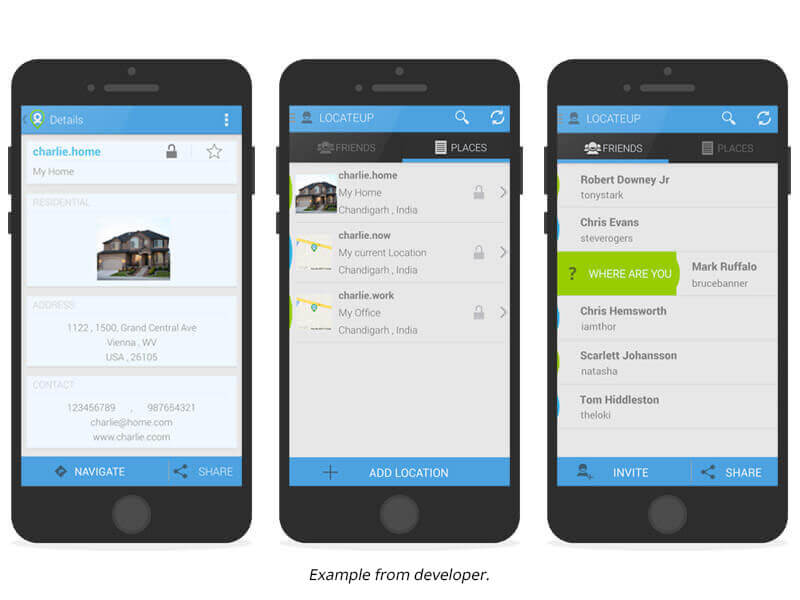 Details
charlie.home
My Home
RESIDENTIAL
ADDRESS
1122 , 1500, Grand Central Ave
Vienna . WV
USA , 26105
CONTACT
123456789 , 987654321
charlie@home.com
www.charlie.ccom
NAVIGATE
SHARE
LOCATEUP
FRIENDS
PLACES
charlie.home
My Home
Chandigarh , India
charlie.now
My current Location
Chandigarh , India
charlie.work
My Office
Chandigarh , India
ADD LOCATION
LOCATEUP
FRIENDS
PLACES
Robert Downey Jr
tonystark
Chris Evans
steverogers
? WHERE ARE YOU
Mark Ruffalo
brucebanner
Chris Hemsworth
iamthor
Scarlett Johansson
natasha
Tom Hiddleston
theloki
INVITE
SHARE
Example from developer.